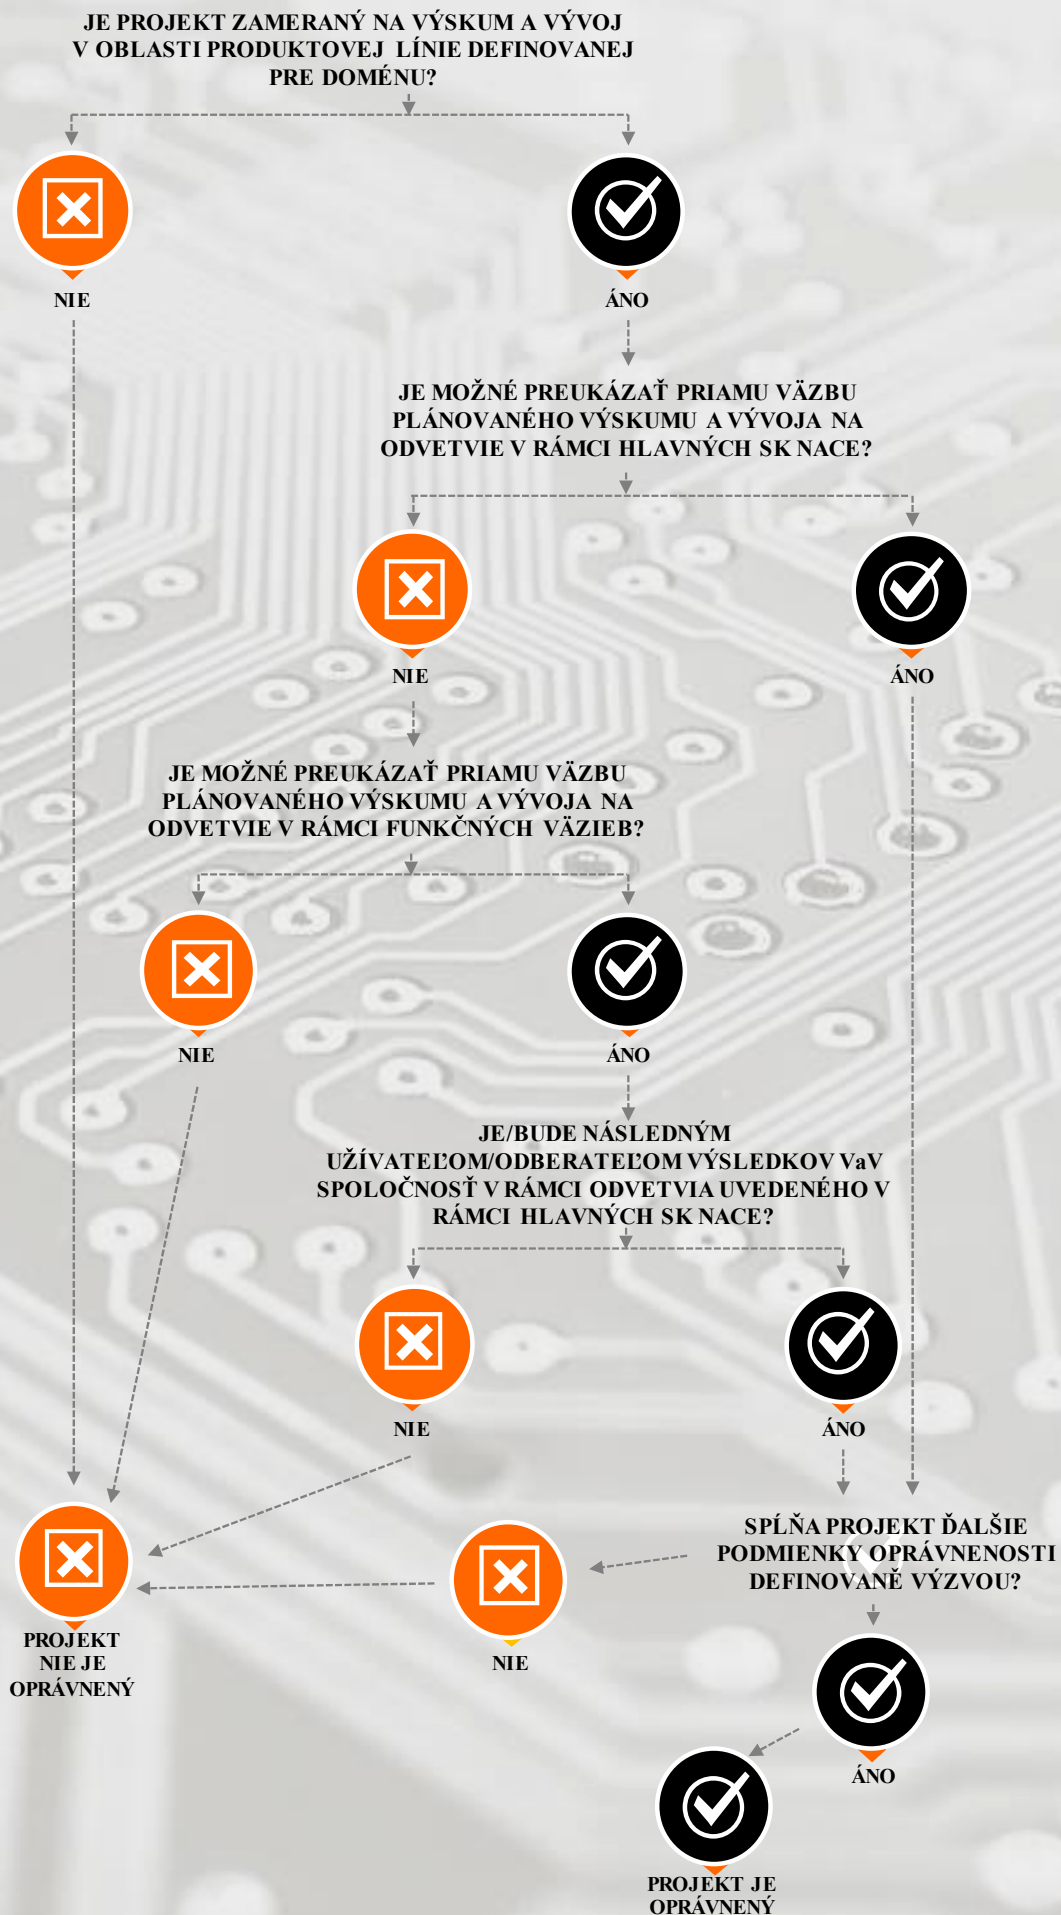 JE PROJEKT ZAMERANÝ NA VÝSKUM A VÝVOJ
V OBLASTI PRODUKTOVEJ LÍNIE DEFINOVANEJ
PRE DOMÉNU?
NIE
ÁNO
JE MOŽNÉ PREUKÁZAŤ PRIAMU VÄZBU
PLÁNOVANÉHO VÝSKUMU A VÝVOJA NA
ODVETVIE V RÁMCI HLAVNÝCH SK NACE?
NIE
ÁNO
JE MOŽNÉ PREUKÁZAŤ PRIAMU VÄZBU
PLÁNOVANÉHO VÝSKUMU A VÝVOJA NA
ODVETVIE V RÁMCI FUNKČNÝCH VÄZIEB?
NIE
ÁNO
JE/BUDE NÁSLEDNÝM
UŽÍVATEĽOM/ODBERATEĽOM VÝSLEDKOV VaV
SPOLOČNOSŤ V RÁMCI ODVETVIA UVEDENÉHO V
RÁMCI HLAVNÝCH SK NACE?
NIE
ÁNO
SPĹŇA PROJEKT ĎALŠIE
PODMIENKY OPRÁVNENOSTI
DEFINOVANĚ VÝZVOU?
PROJEKT
NIE JE
OPRÁVNENÝ
NIE
ÁNO
PROJEKT JE
OPRÁVNENÝ